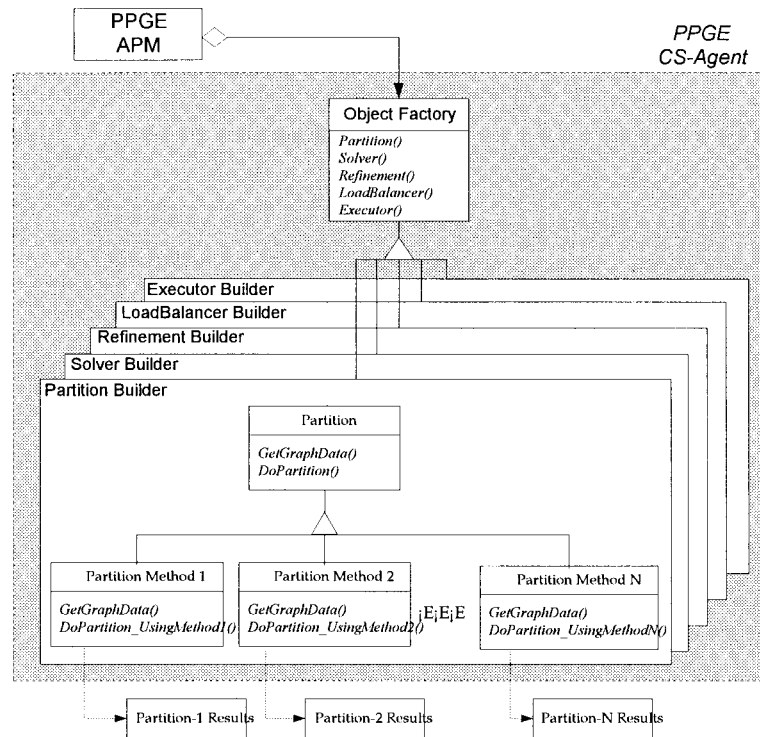 PPGE
APM
PPGE
CS-Agent
Object Factory
Partition()
Solver()
Refinement()
LoadBalancer()
Executor()
Executor Builder
LoadBalancer Builder
Refinement Builder
Solver Builder
Partition Builder
Partition
GetGraphData()
DoPartition()
Partition Method 1
GetGraphData()
DoPartition_UsingMethod1()
Partition Method 2
GetGraphData()
DoPartition_UsingMethod2()
¡E¡E¡E
Partition Method N
GetGraphData()
DoPartition_UsingMethodN()
Partition-1 Results
Partition-2 Results
Partition-N Results